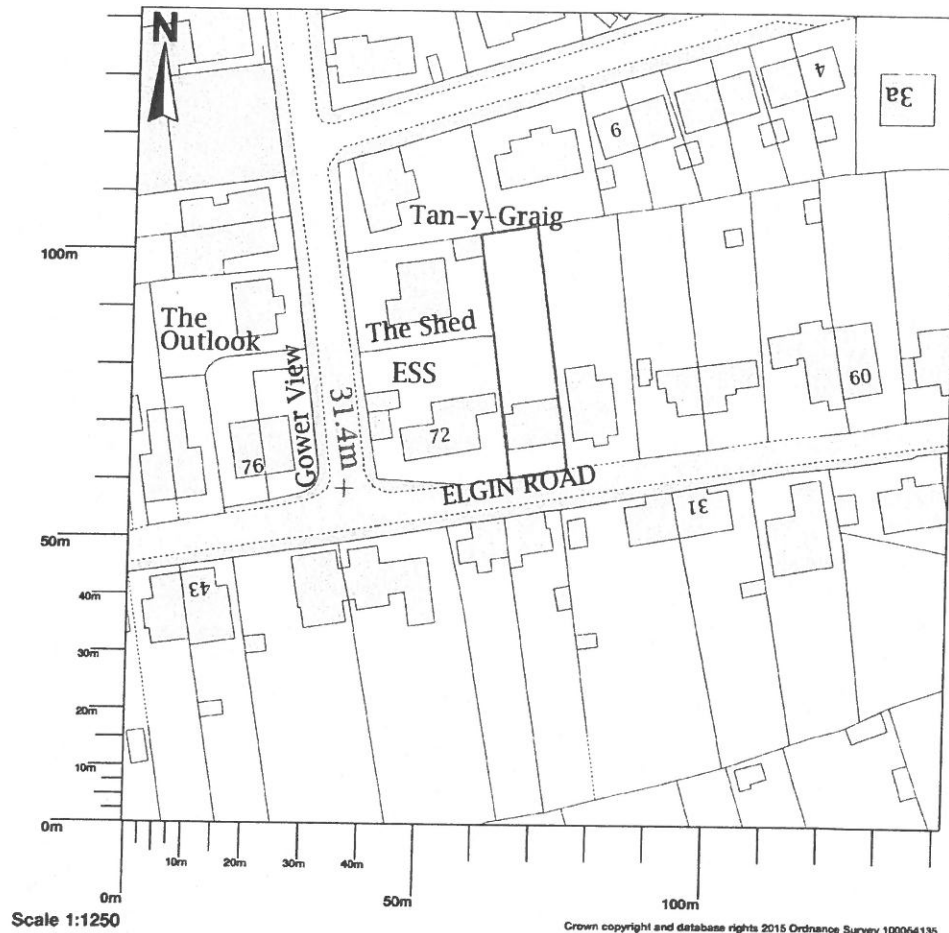 N
4
3a
6
Tan-y-Graig
100m
The
Outlook
The Shed
Gower View
31.4m
ESS
72
76
60
ELGIN ROAD
31
50m
43
40m
30m
20m
10m
0m
10m
20m
30m
40m
0m
50m
100m
Scale 1:1250
Crown copyright and database rights 2015 Ordnance Survey 100054135